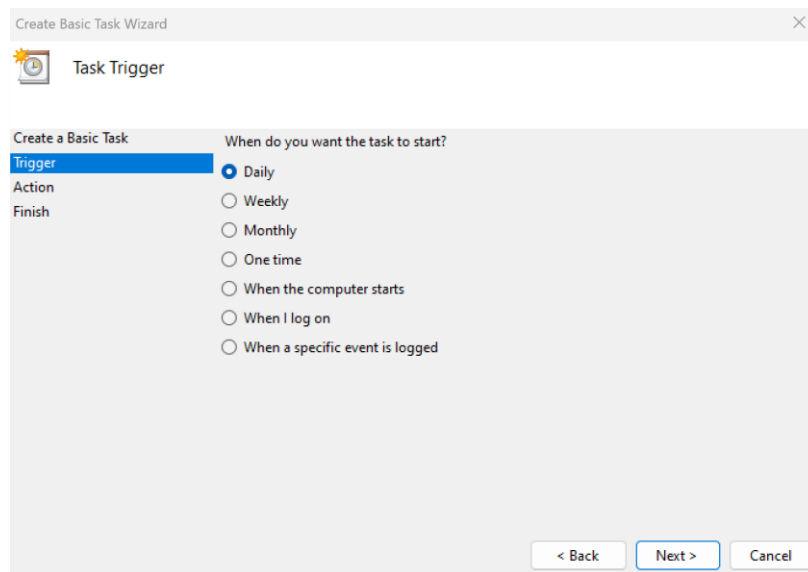 Create Basic Task Wizard
Task Trigger
Create a Basic Task
Trigger
Action
Finish
When do you want the task to start?
Daily
Weekly
Monthly
One time
When the computer starts
When I log on
When a specific event is logged
< Back
Next >
Cancel